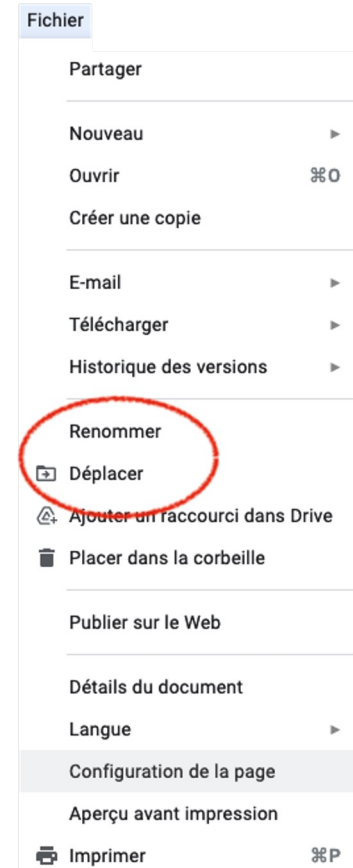 Fichier
Partager
Nouveau
Ouvrir ⌘O
Créer une copie
E-mail
Télécharger
Historique des versions
Renommer
Déplacer
Ajouter un raccourci dans Drive
Placer dans la corbeille
Publier sur le Web
Détails du document
Langue
Configuration de la page
Aperçu avant impression
Imprimer ⌘P